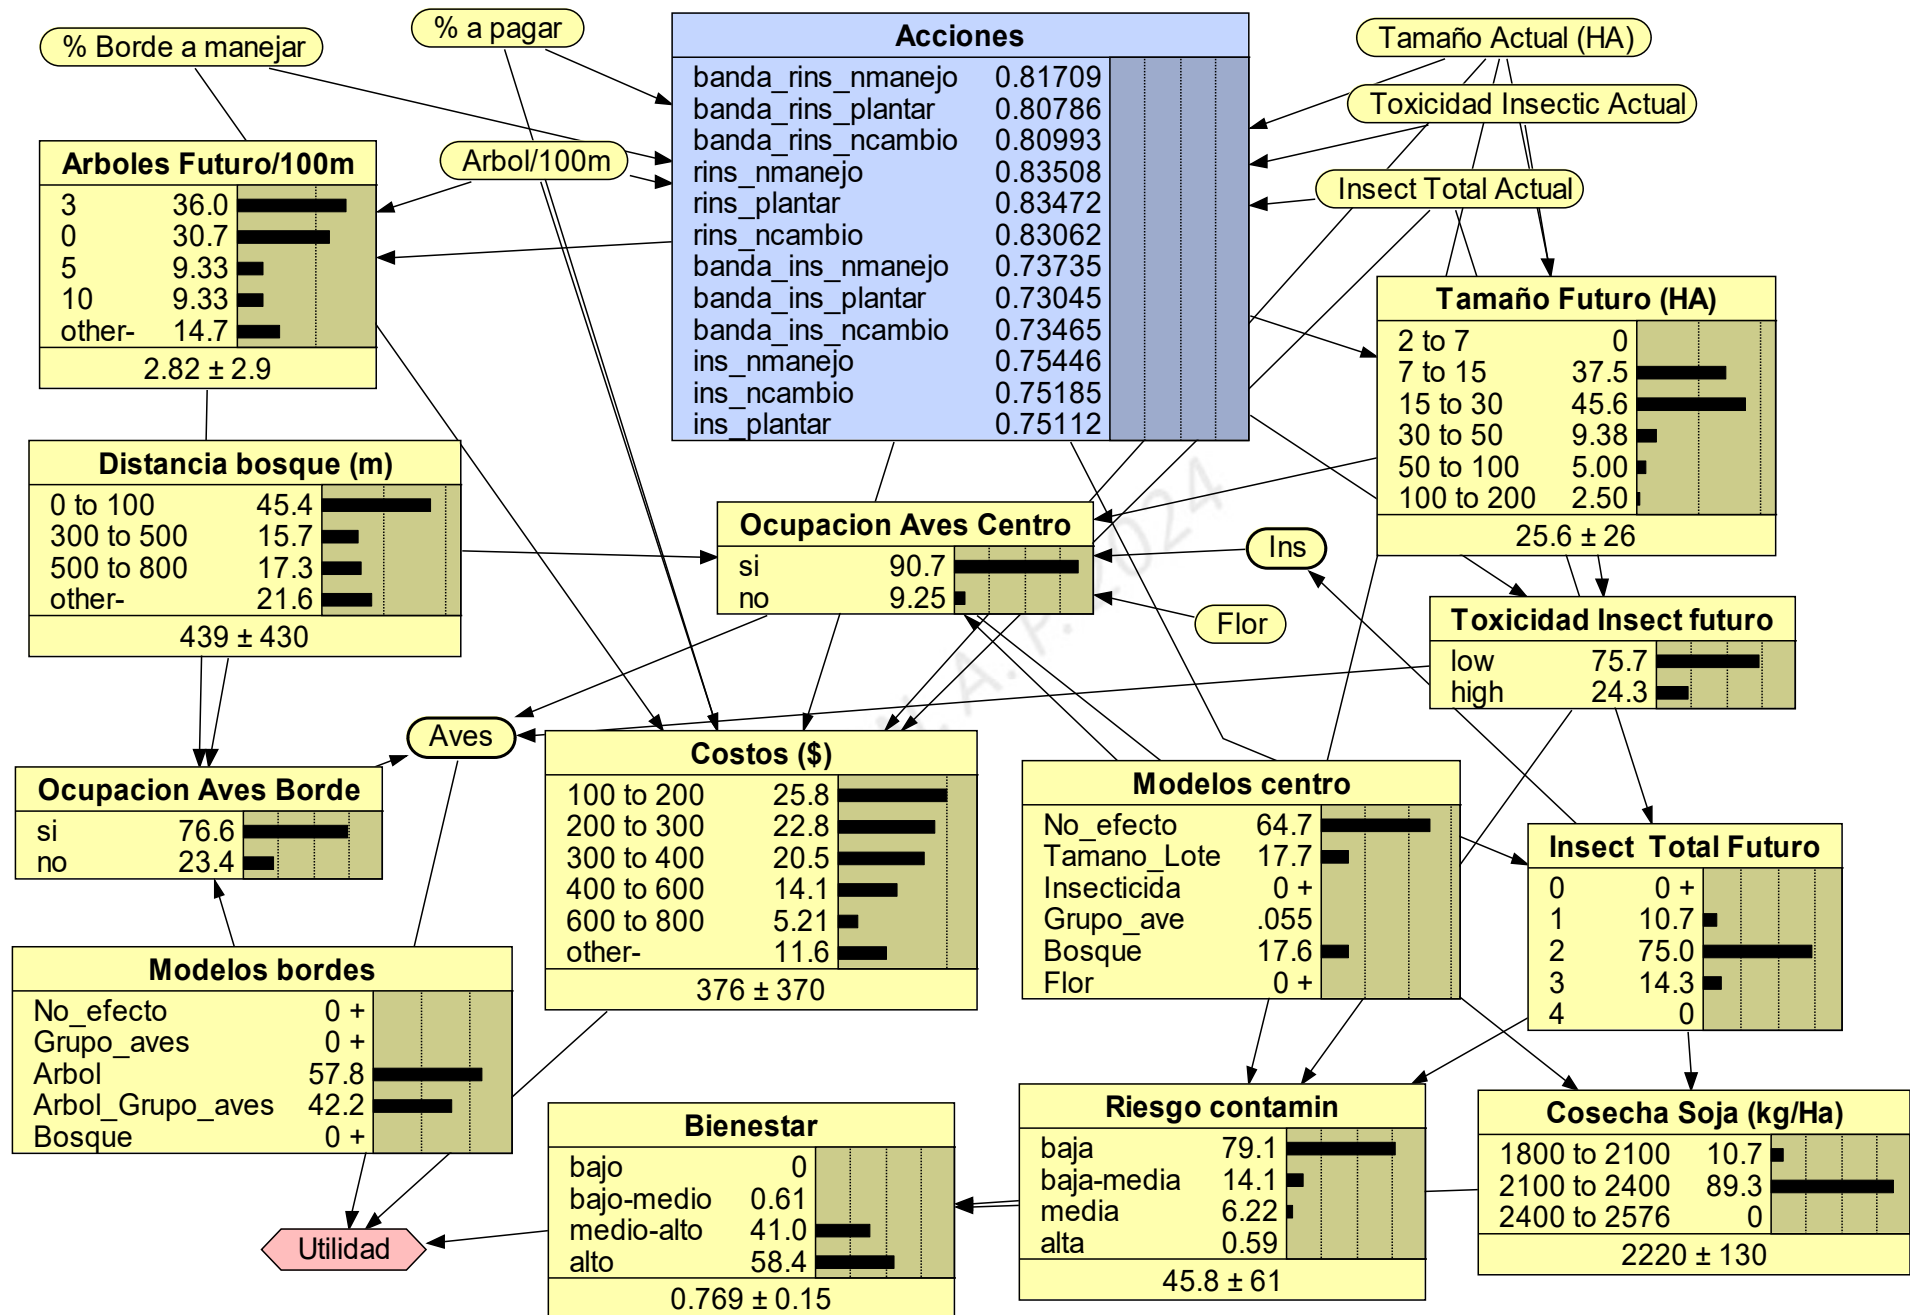 % Borde a manejar
% a pagar
Acciones
banda_rins_nmanejo 0.81709
banda_rins_plantar 0.80786
banda_rins_ncambio 0.80993
rins_nmanejo 0.83508
rins_plantar 0.83472
rins_ncambio 0.83062
banda_ins_nmanejo 0.73735
banda_ins_plantar 0.73045
banda_ins_ncambio 0.73465
ins_nmanejo 0.75446
ins_ncambio 0.75185
ins_plantar 0.75112
Tamaño Actual (HA)
Toxicidad Insectic Actual
Insect Total Actual
Arbol/100m
Arboles Futuro/100m
3 36.0
0 30.7
5 9.33
10 9.33
other- 14.7
2.82 ± 2.9
Tamaño Futuro (HA)
2 to 7 0
7 to 15 37.5
15 to 30 45.6
30 to 50 9.38
50 to 100 5.00
100 to 200 2.50
25.6 ± 26
Distancia bosque (m)
0 to 100 45.4
300 to 500 15.7
500 to 800 17.3
other- 21.6
439 ± 430
Ocupacion Aves Centro
si 90.7
no 9.25
Ins
Flor
Toxicidad Insect futuro
low 75.7
high 24.3
Aves
Ocupacion Aves Borde
si 76.6
no 23.4
Costos ($)
100 to 200 25.8
200 to 300 22.8
300 to 400 20.5
400 to 600 14.1
600 to 800 5.21
other- 11.6
376 ± 370
Modelos centro
No_efecto 64.7
Tamano_Lote 17.7
Insecticida 0 +
Grupo_ave .055
Bosque 17.6
Flor 0 +
Insect Total Futuro
0 0 +
1 10.7
2 75.0
3 14.3
4 0
Modelos bordes
No_efecto 0 +
Grupo_aves 0 +
Arbol 57.8
Arbol_Grupo_aves 42.2
Bosque 0 +
Bienestar
bajo 0
bajo-medio 0.61
medio-alto 41.0
alto 58.4
0.769 ± 0.15
Riesgo contamin
baja 79.1
baja-media 14.1
media 6.22
alta 0.59
45.8 ± 61
Cosecha Soja (kg/Ha)
1800 to 2100 10.7
2100 to 2400 89.3
2400 to 2576 0
2220 ± 130
Utilidad
A. P. 2024